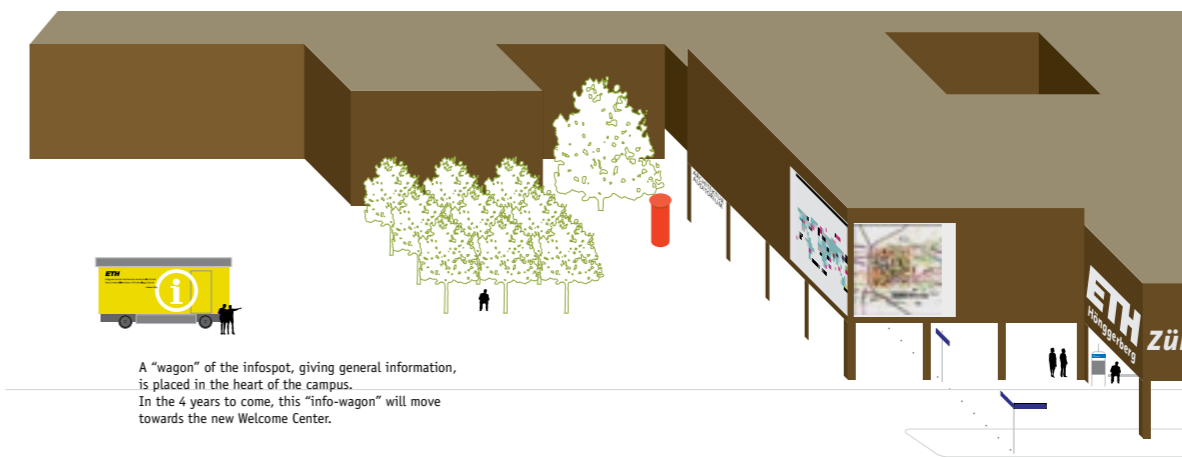 ETH
ETH
Hönggerberg
Zü
A “wagon” of the infospot, giving general information,
is placed in the heart of the campus.
In the 4 years to come, this “info-wagon” will move
towards the new Welcome Center.